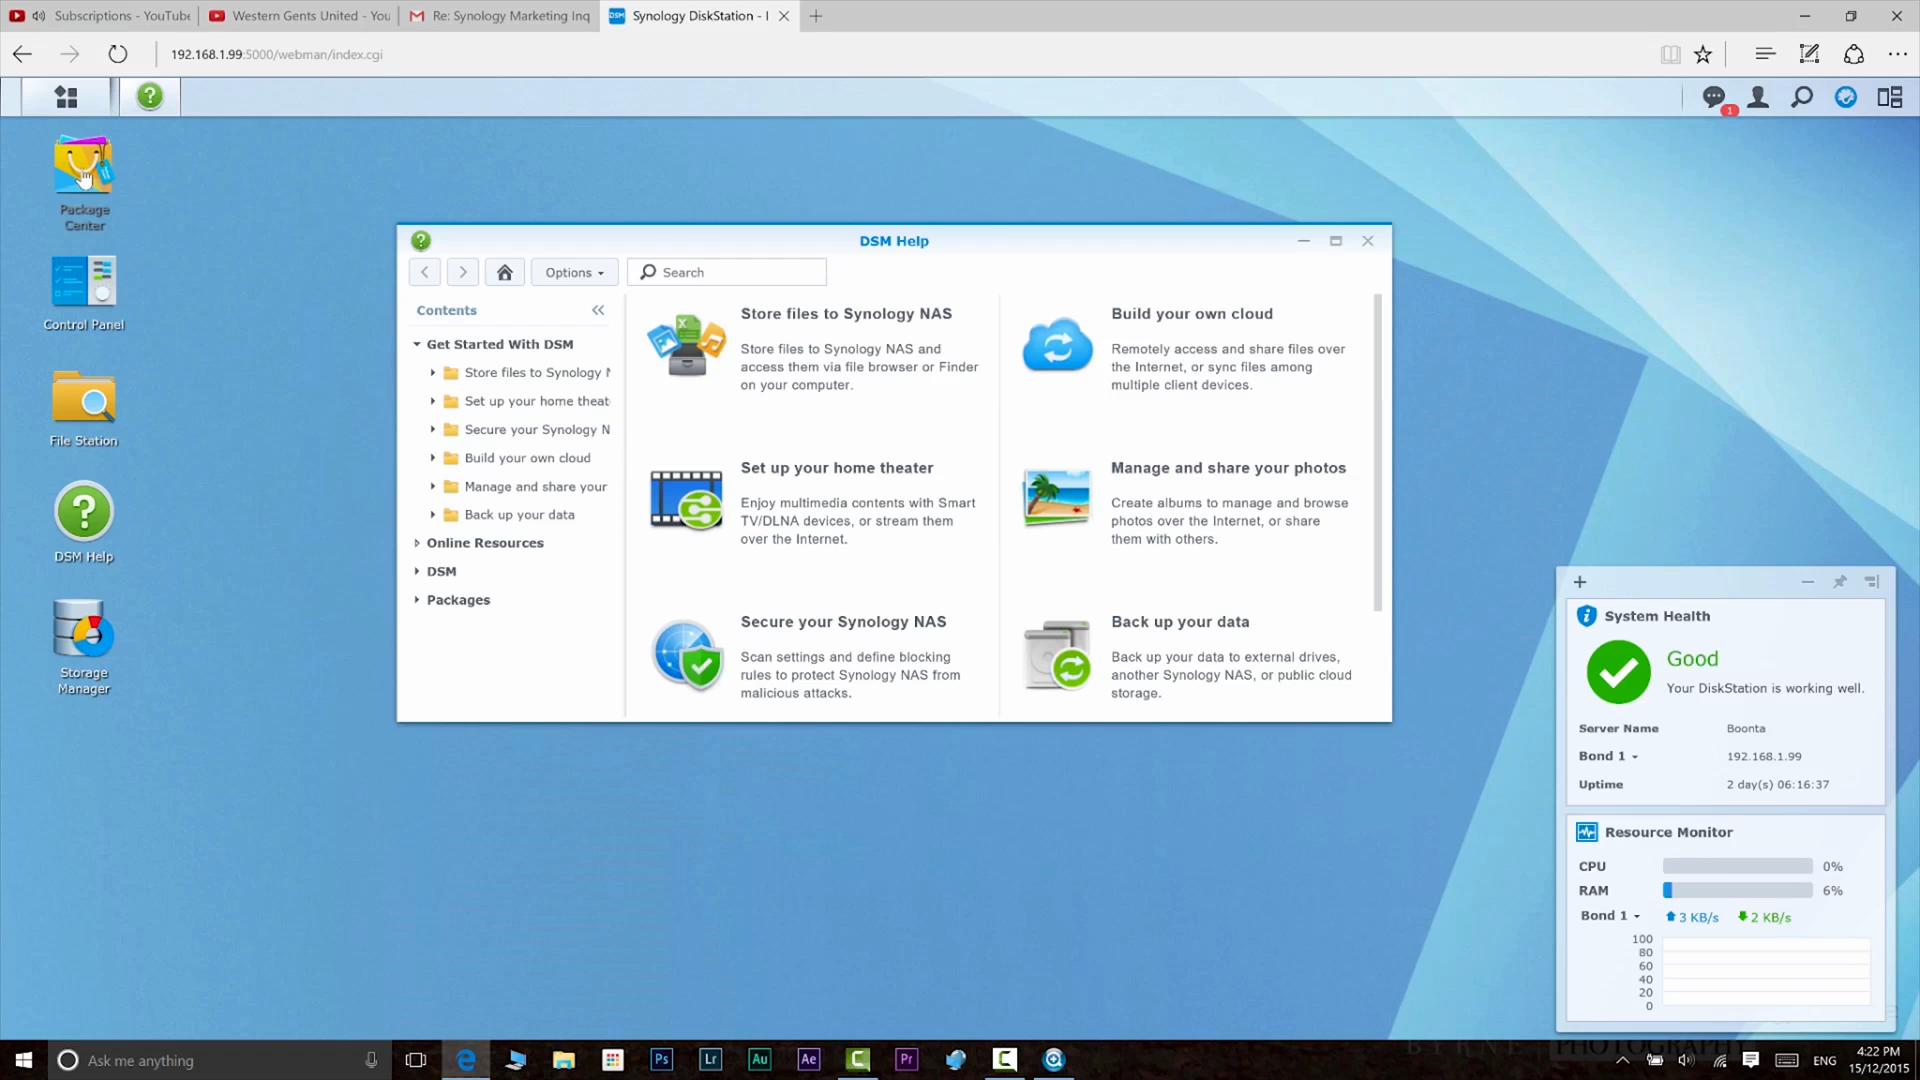 Subscriptions - YouTube
Western Gents United - You
Re: Synology Marketing Inq
DSM
Synology DiskStation -
192.168.1.99:5000/webman/index.cgi
?
1
Package
Center
Control Panel
File Station
?
DSM Help
Storage
Manager
?
DSM Help
Options
Search
Contents
Get Started With DSM
Store files to Synology N
Set up your home theat
Secure your Synology N
Build your own cloud
Manage and share your
Back up your data
Online Resources
DSM
Packages
Store files to Synology NAS
Store files to Synology NAS and
access them via file browser or Finder
on your computer.
Build your own cloud
Remotely access and share files over
the Internet, or sync files among
multiple client devices.
Set up your home theater
Enjoy multimedia contents with Smart
TV/DLNA devices, or stream them
over the Internet.
Manage and share your photos
Create albums to manage and browse
photos over the Internet, or share
them with others.
Secure your Synology NAS
Scan settings and define blocking
rules to protect Synology NAS from
malicious attacks.
Back up your data
Back up your data to external drives,
another Synology NAS, or public cloud
storage.
System Health
Good
Your DiskStation is working well.
Server Name Boonta
Bond 1 192.168.1.99
Uptime 2 day(s) 06:16:37
Resource Monitor
CPU 0%
RAM 6%
Bond 1 3 KB/s 2 KB/s
100
80
60
40
20
0
Ask me anything
Ps
Lr
Au
Ae
C
Pr
C
PHOTOGRAPHY
ENG
4:22 PM
15/12/2015